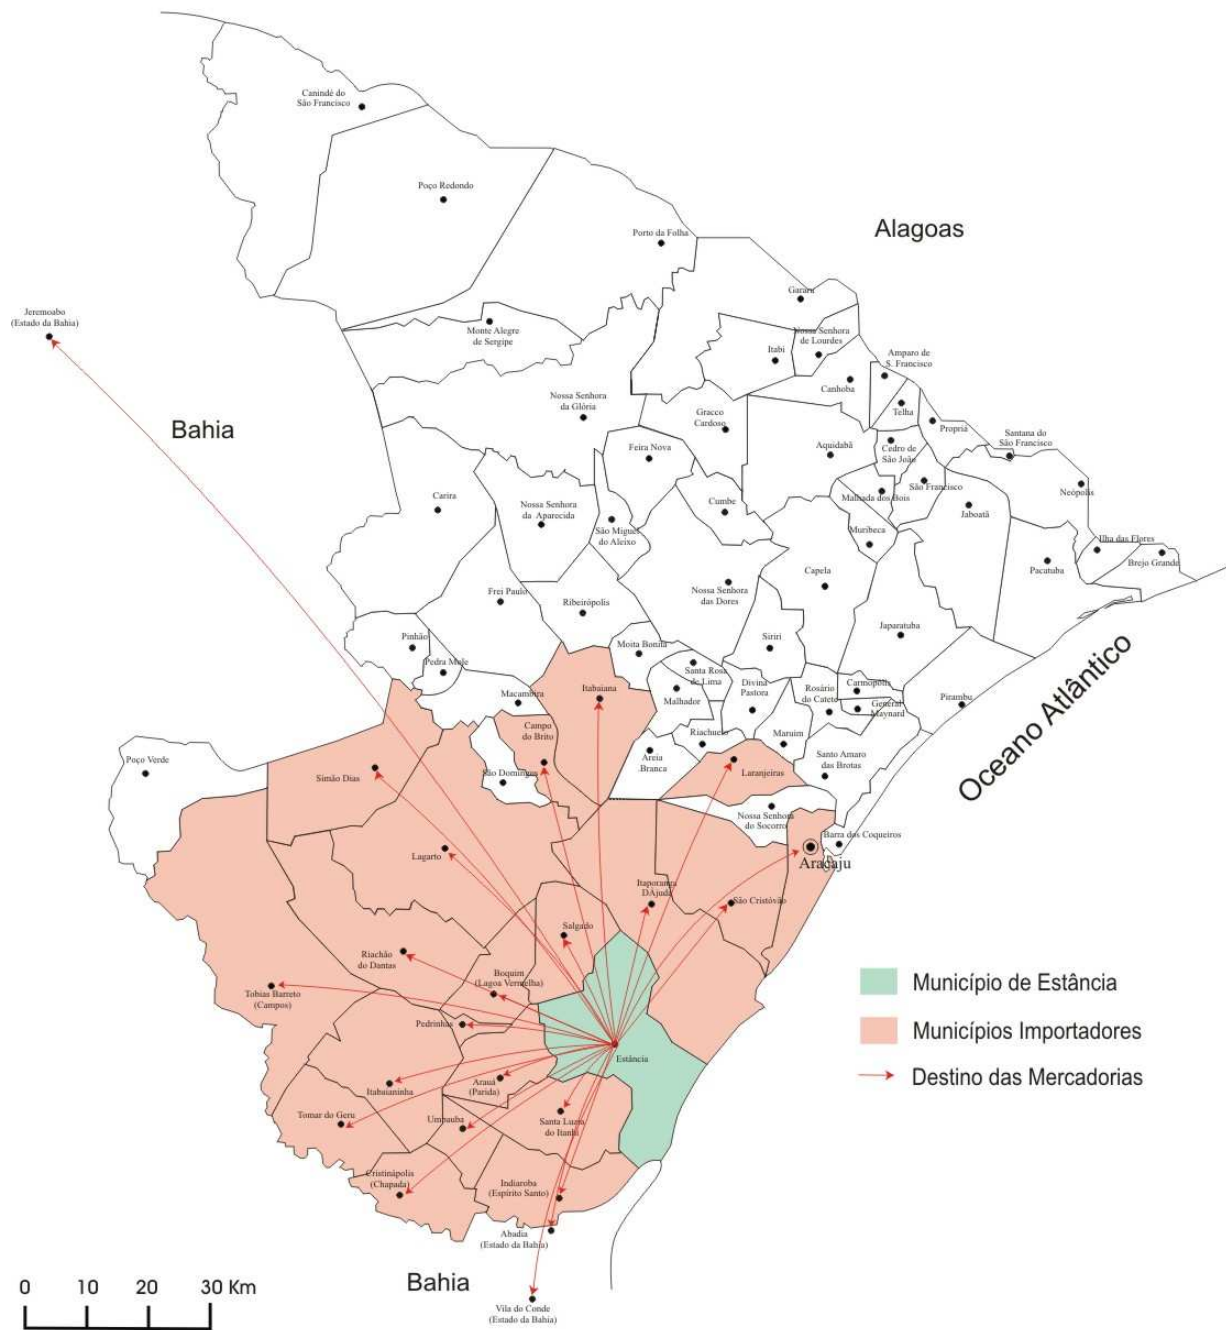 Canindé do
São Francisco
Poço Redondo
Porto da Folha
Alagoas
Gararu
Jeremoabo
(Estado da Bahia)
Monte Alegre
de Sergipe
Nossa Senhora
de Lourdes
Itabi
Amparo de
S. Francisco
Canhoba
Nossa Senhora
da Glória
Telha
Bahia
Gracco
Cardoso
Propriá
Santana do
São Francisco
Feira Nova
Aquidabã
Cedro de
São João
Carira
Nossa Senhora
da Aparecida
Cumbe
Malhada dos Bois
São Francisco
Neópolis
Jaboatã
São Miguel
do Aleixo
Muribeca
Ilha das Flores
Brejo Grande
Pacatuba
Capela
Frei Paulo
Ribeirópolis
Nossa Senhora
das Dores
Japaratuba
Pinhão
Moita Bonita
Siriri
Pedra Mole
Santa Rosa
de Lima
Macambira
Itabaiana
Malhador
Divina
Pastora
Rosário
do Catete
Carmópolis
General
Maynard
Pirambu
Oceano Atlântico
Campo
do Brito
Riachuelo
Maruim
Areia
Branca
Santo Amaro
das Brotas
Poço Verde
Simão Dias
São Domingos
Laranjeiras
Nossa Senhora
do Socorro
Barra dos Coqueiros
Aracaju
Lagarto
Itaporanga
DAjuda
São Cristóvão
Salgado
Riachão
do Dantas
Boquim
(Lagoa Vermelha)
Tobias Barreto
(Campos)
Município de Estância
Pedrinhas
Municípios Importadores
Estância
Destino das Mercadorias
Itabaianinha
Arauá
(Parida)
Tomar do Geru
Umbauba
Santa Luzia
do Itanhi
Cristinápolis
(Chapada)
Indiaroba
(Espírito Santo)
Abadia
(Estado da Bahia)
Bahia
0 10 20 30 Km
Vila do Conde
(Estado da Bahia)